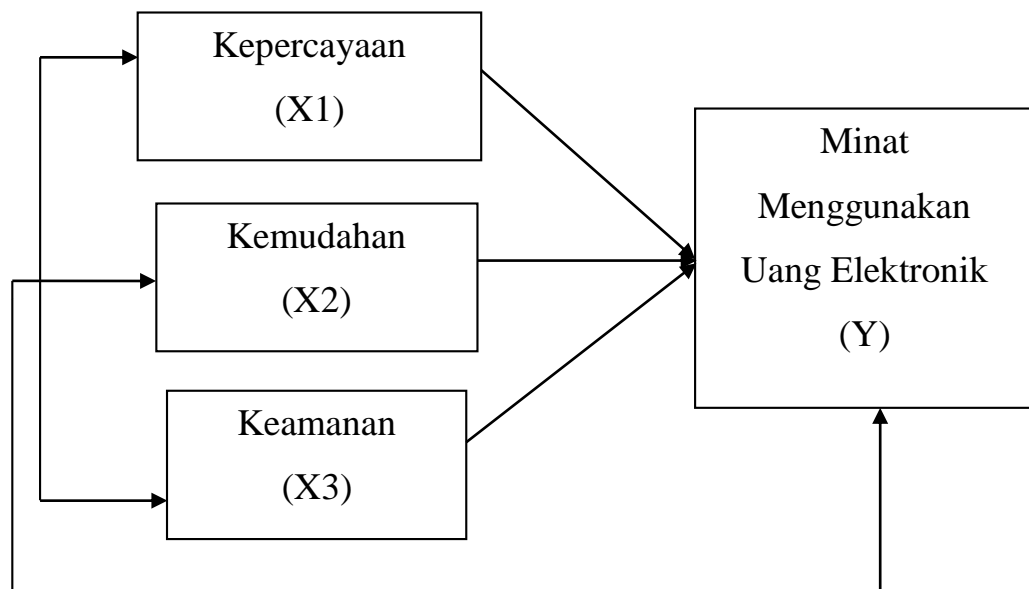 Kepercayaan
(X1)
Kemudahan
(X2)
Keamanan
(X3)
Minat
Menggunakan
Uang Elektronik
(Y)